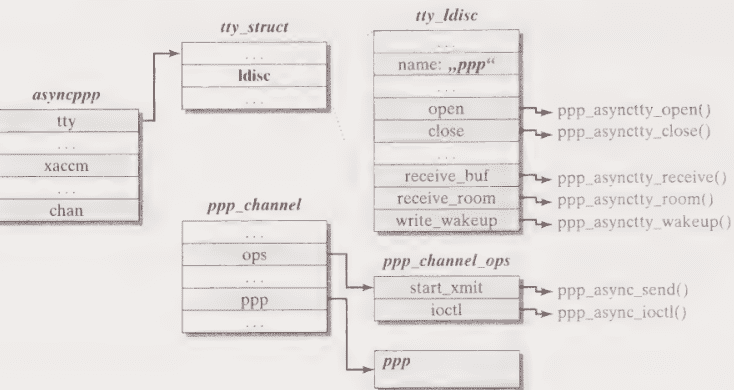 asyncppp
tty
...
xaccm
...
chan
tty_struct
...
ldisc
...
ppp_channel
...
ops
...
ppp
...
tty_ldisc
....
name: „ppp“
...
open
close
...
receive_buf
receive_room
write_wakeup
ppp_asynctty_open()
ppp_asynctty_close()
ppp_asynctty_receive()
ppp_asynctty_room()
ppp_asynctty_wakeup()
ppp_channel_ops
start_xmit
ioctl
ppp_async_send()
ppp_async_ioctl()
ppp